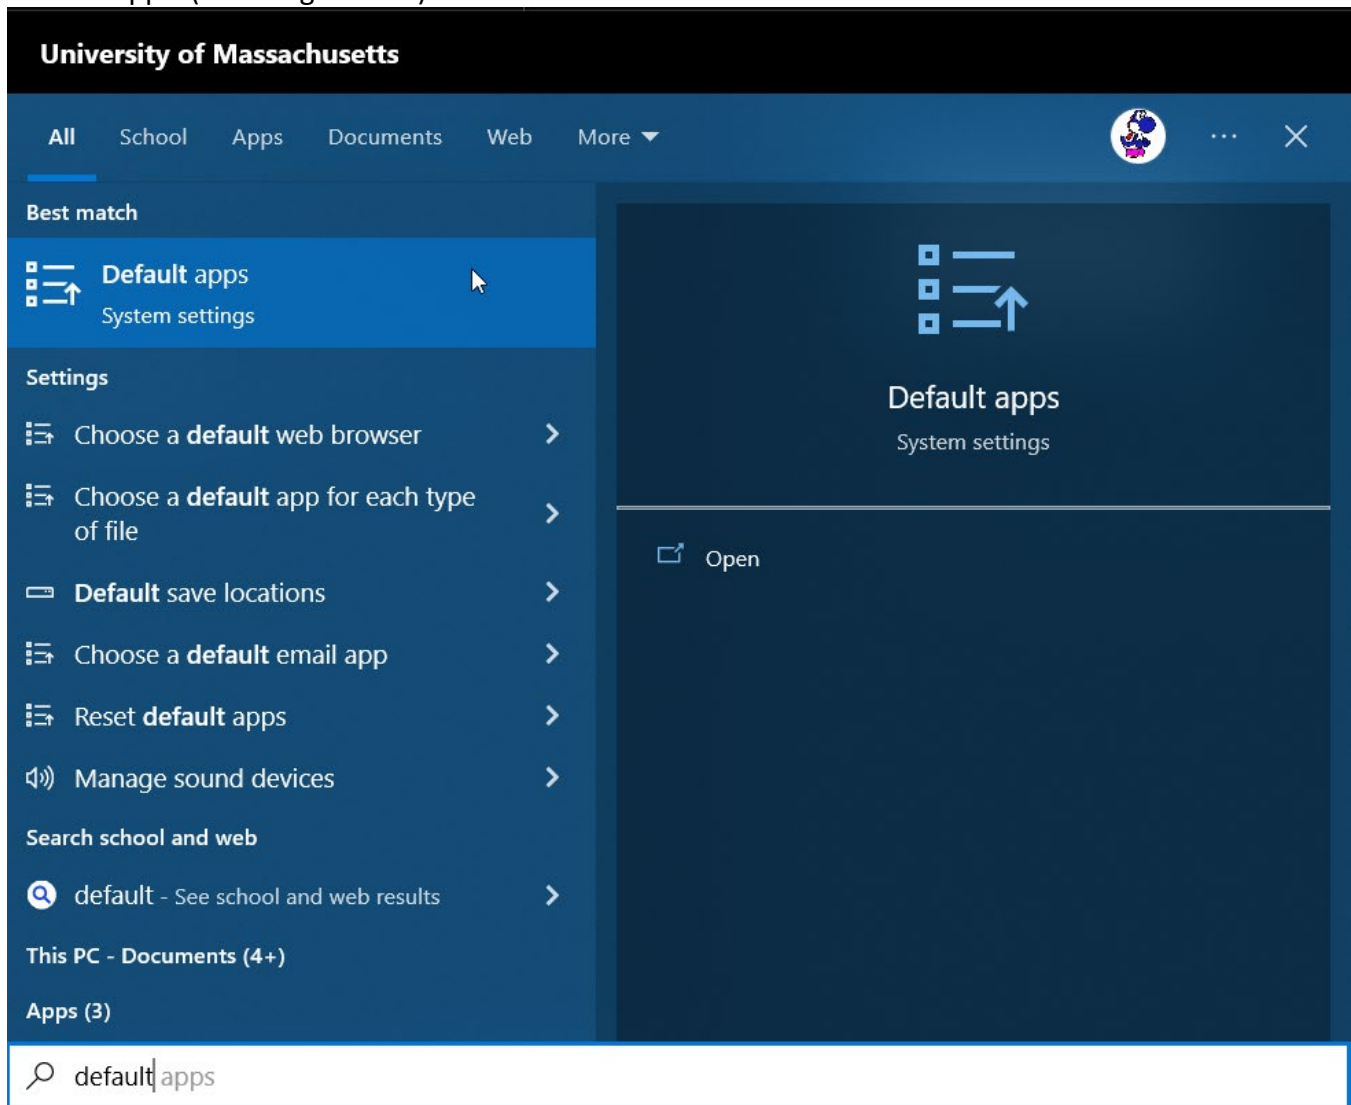 University of Massachusetts
All School Apps Documents Web More
Best match
Default apps
System settings
Settings
Choose a default web browser
Choose a default app for each type
of file
Default save locations
Choose a default email app
Reset default apps
Manage sound devices
Search school and web
default - See school and web results
This PC - Documents (4+)
Apps (3)
Default apps
System settings
Open
default apps